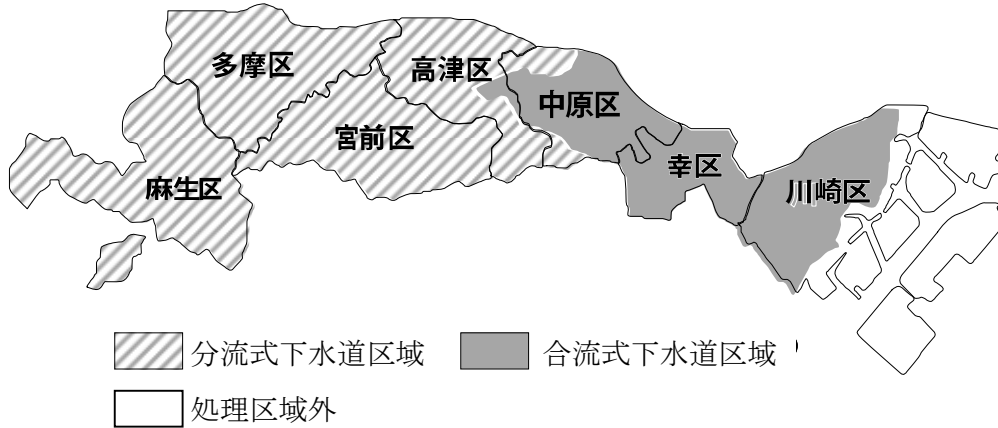 多摩区
高津区
中原区
宮前区
幸区
麻生区
川崎区
分流式下水道区域
合流式下水道区域
処理区域外